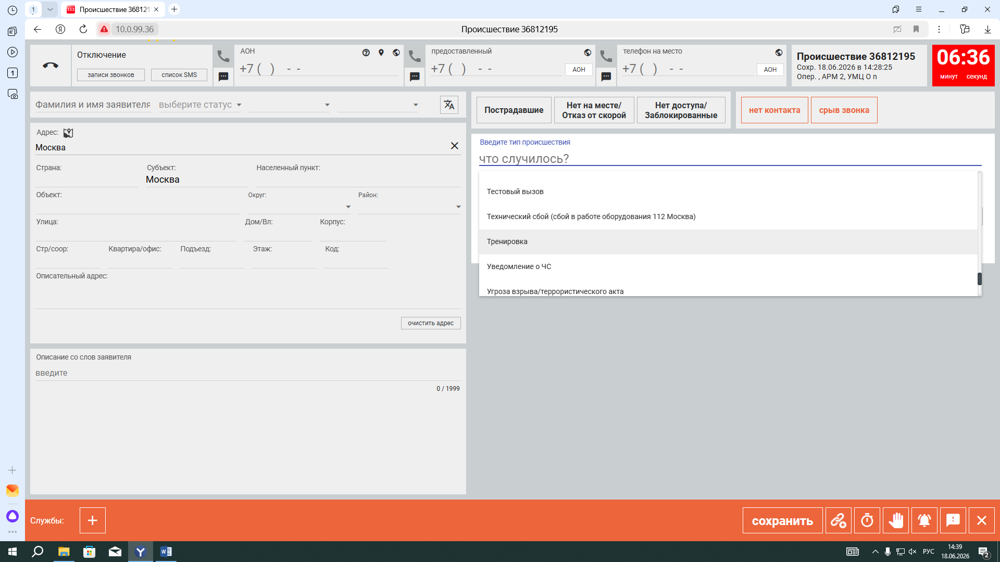 1
Происшествие 368121
10.0.99.36
Происшествие 36812195
1
Отключение
записи звонков
список SMS
АОН
+7 ( ) - -
предоставленный
+7 ( ) - -
АОН
телефон на место
+7 ( ) - -
АОН
Происшествие 36812195
Сохр. 18.06.2026 в 14:28:25
Опер. , АРМ 2, УМЦ О п
06:36
минут секунд
Фамилия и имя заявителя
выберите статус
Пострадавшие
Нет на месте/
Отказ от скорой
Нет доступа/
Заблокированные
нет контакта
срыв звонка
Адрес:
Москва
Страна:
Субъект:
Москва
Населенный пункт:
Объект:
Округ:
Район:
Улица:
Дом/Вл:
Корпус:
Стр/соор:
Квартира/офис:
Подъезд:
Этаж:
Код:
Описательный адрес:
очистить адрес
Введите тип происшествия
что случилось?
Тестовый вызов
Технический сбой (сбой в работе оборудования 112 Москва)
Тренировка
Уведомление о ЧС
Угроза взрыва/террористического акта
Описание со слов заявителя
введите
0 / 1999
Службы:
сохранить
РУС
14:39
18.06.2026
2